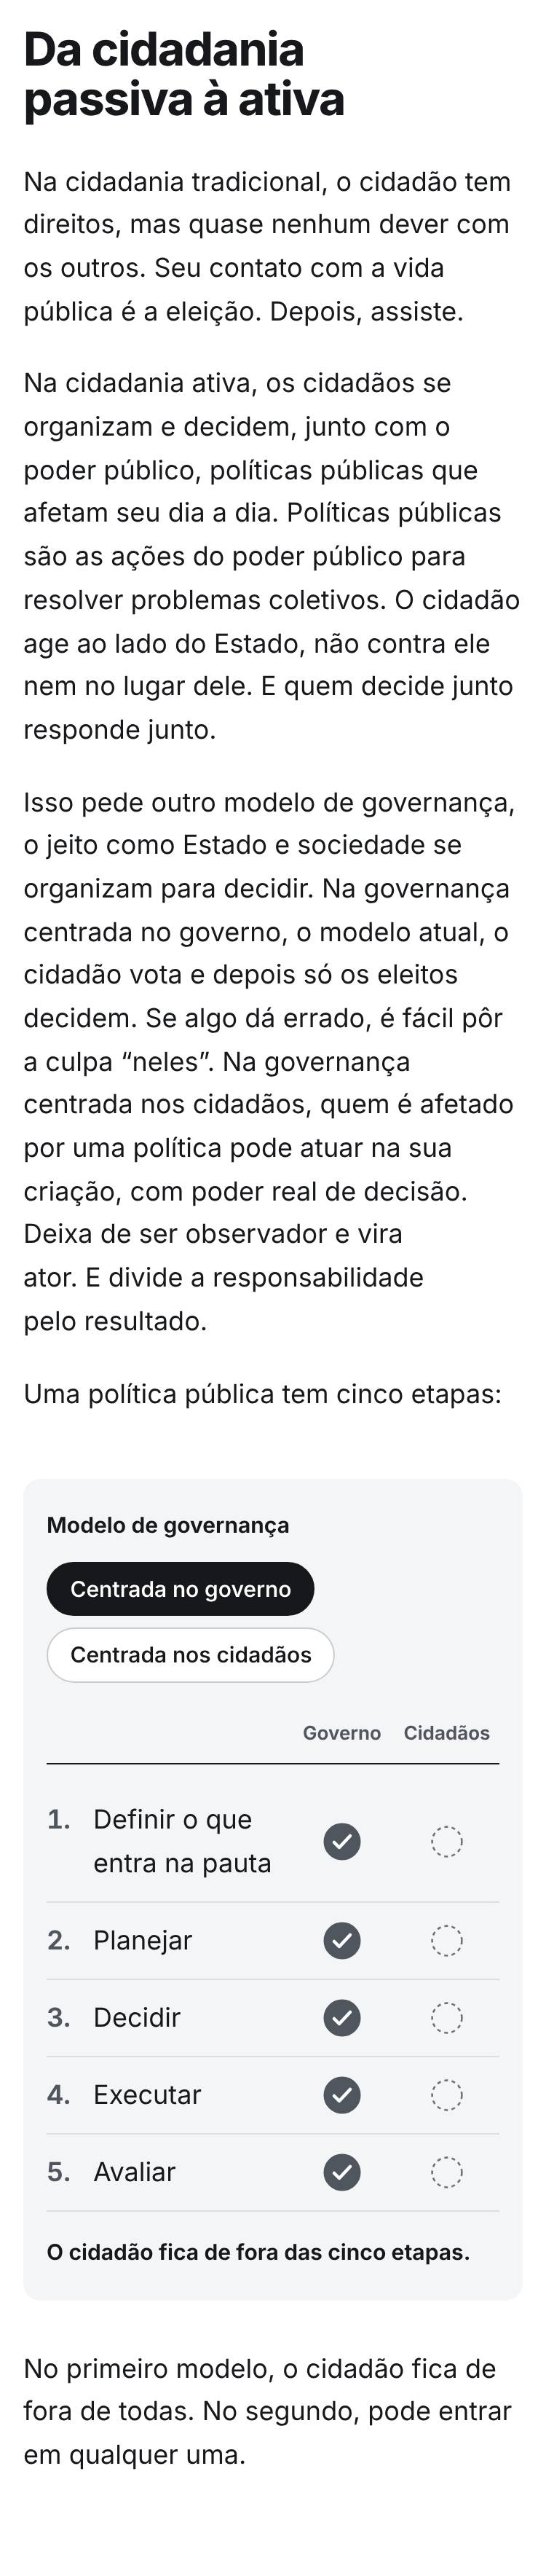 Da cidadania
passiva à ativa
Na cidadania tradicional, o cidadão tem
direitos, mas quase nenhum dever com
os outros. Seu contato com a vida
pública é a eleição. Depois, assiste.
Na cidadania ativa, os cidadãos se
organizam e decidem, junto com o
poder público, políticas públicas que
afetam seu dia a dia. Políticas públicas
são as ações do poder público para
resolver problemas coletivos. O cidadão
age ao lado do Estado, não contra ele
nem no lugar dele. E quem decide junto
responde junto.
Isso pede outro modelo de governança,
o jeito como Estado e sociedade se
organizam para decidir. Na governança
centrada no governo, o modelo atual, o
cidadão vota e depois só os eleitos
decidem. Se algo dá errado, é fácil pôr
a culpa “neles”. Na governança
centrada nos cidadãos, quem é afetado
por uma política pode atuar na sua
criação, com poder real de decisão.
Deixa de ser observador e vira
ator. E divide a responsabilidade
pelo resultado.
Uma política pública tem cinco etapas:
Modelo de governança
Centrada no governo
Centrada nos cidadãos
Governo Cidadãos
1. Definir o que
entra na pauta
2. Planejar
3. Decidir
4. Executar
5. Avaliar
O cidadão fica de fora das cinco etapas.
No primeiro modelo, o cidadão fica de
fora de todas. No segundo, pode entrar
em qualquer uma.